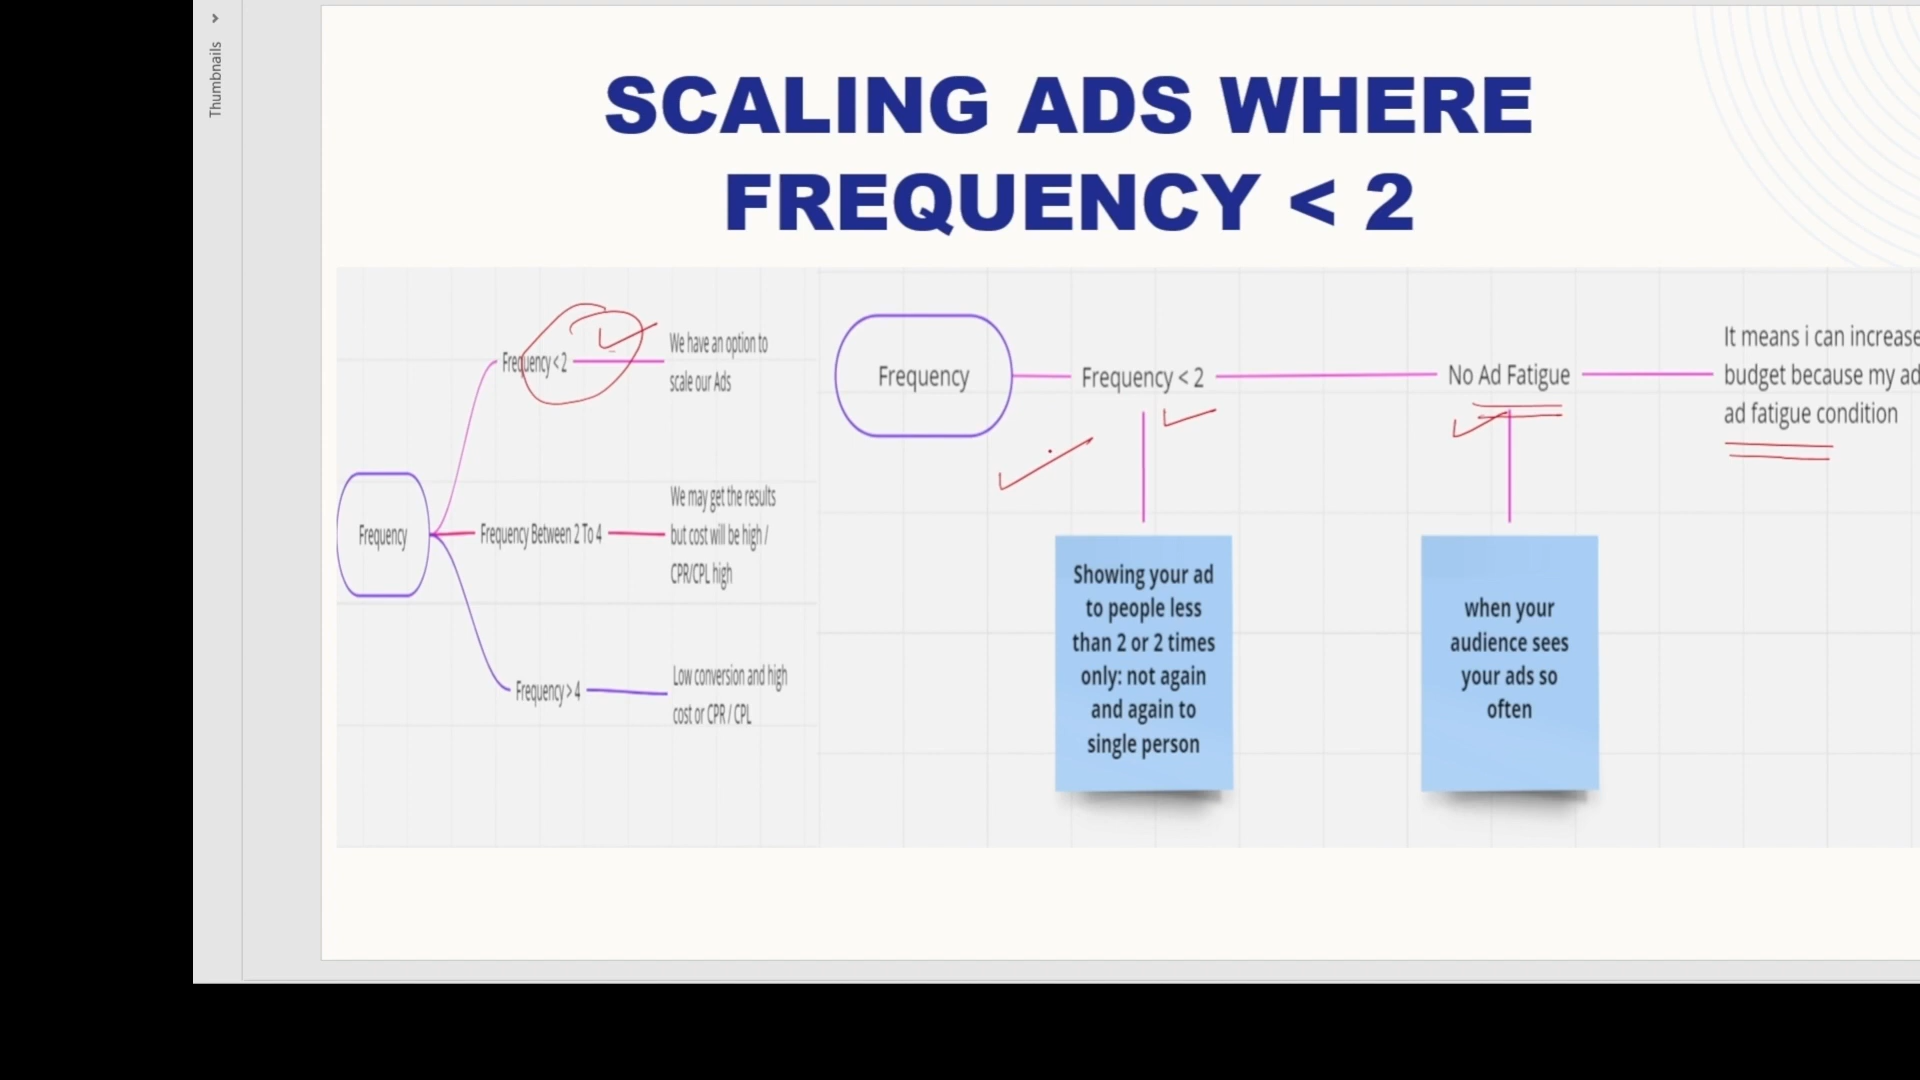 Thumbnails
SCALING ADS WHERE
FREQUENCY < 2
Frequency
Frequency < 2
We have an option to
scale our Ads
Frequency Between 2 To 4
We may get the results
but cost will be high /
CPR/CPL high
Frequency > 4
Low conversion and high
cost or CPR / CPL
Frequency
Frequency < 2
No Ad Fatigue
It means i can increase
budget because my ad
ad fatigue condition
Showing your ad
to people less
than 2 or 2 times
only: not again
and again to
single person
when your
audience sees
your ads so
often